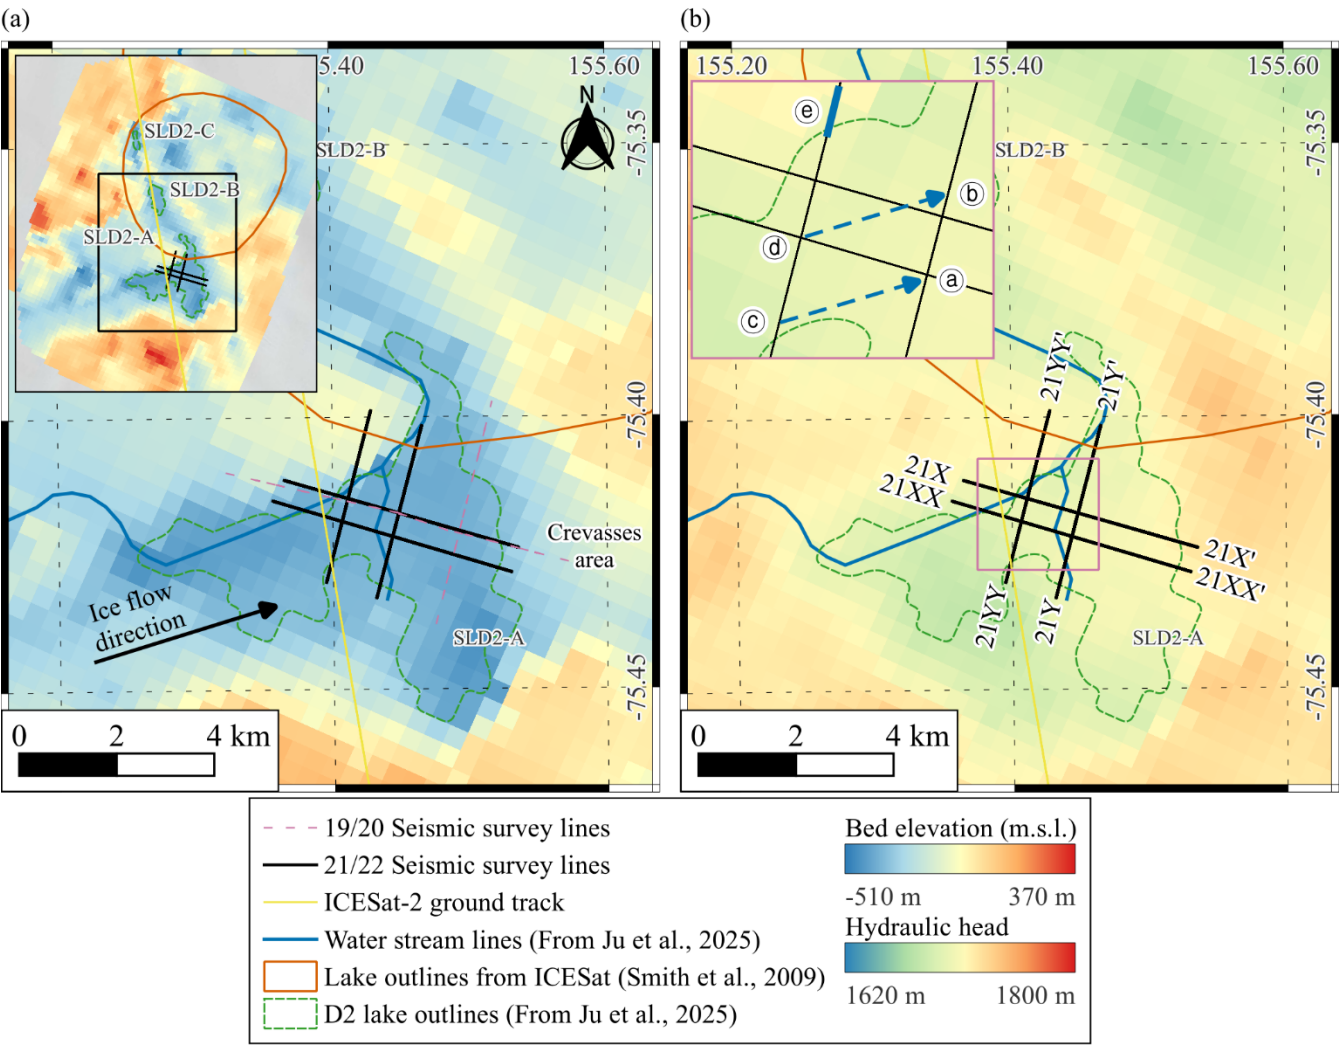 (a)
(b)
5.40
155.60
155.20
155.40
155.60
N
-75.35
-75.35
SLD2-C
SLD2-B
SLD2-A
SLD2-B
SLD2-B
e
b
d
a
c
-75.40
-75.40
21YY'
21Y'
21X
21XX
Crevasses
area
21X'
21XX'
Ice flow
direction
21YY
21Y
SLD2-A
SLD2-A
-75.45
-75.45
0 2 4 km
0 2 4 km
19/20 Seismic survey lines
21/22 Seismic survey lines
ICESat-2 ground track
Water stream lines (From Ju et al., 2025)
Lake outlines from ICESat (Smith et al., 2009)
D2 lake outlines (From Ju et al., 2025)
Bed elevation (m.s.l.)
-510 m 370 m
Hydraulic head
1620 m 1800 m